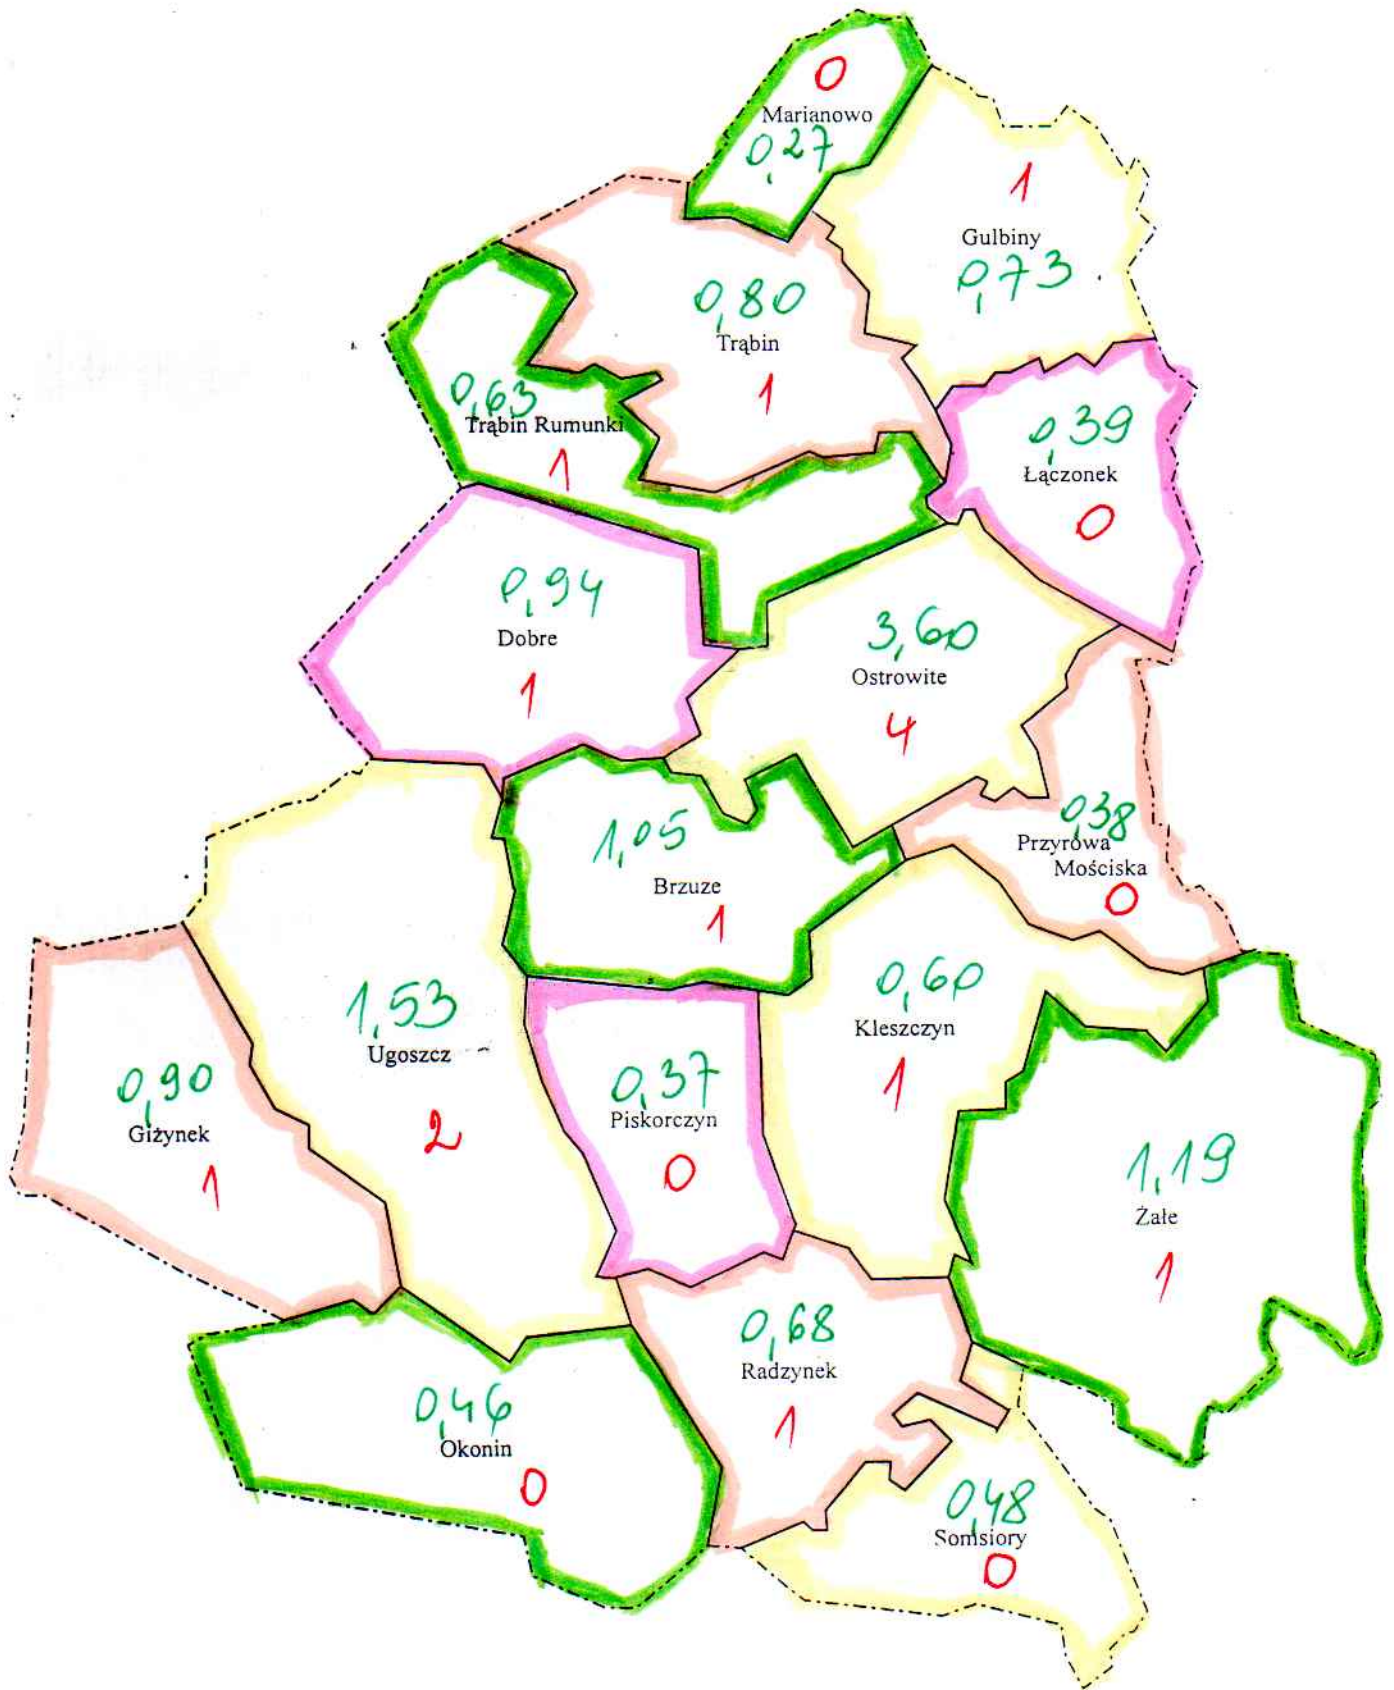 0
Marianowo
0,27
1
Gulbiny
0,73
0,80
Trąbin
1
0,63
Trąbin Rumunki
1
0,39
Łączonek
0
0,94
Dobre
1
3,60
Ostrowite
4
0,38
Przyrowa
Mościska
0
1,05
Brzuze
1
1,53
Ugoszcz
2
0,60
Kleszczyn
1
0,90
Giżynek
1
0,37
Piskorczyn
0
1,19
Żałe
1
0,68
Radzynek
1
0,46
Okonin
0
0,48
Somsiory
0